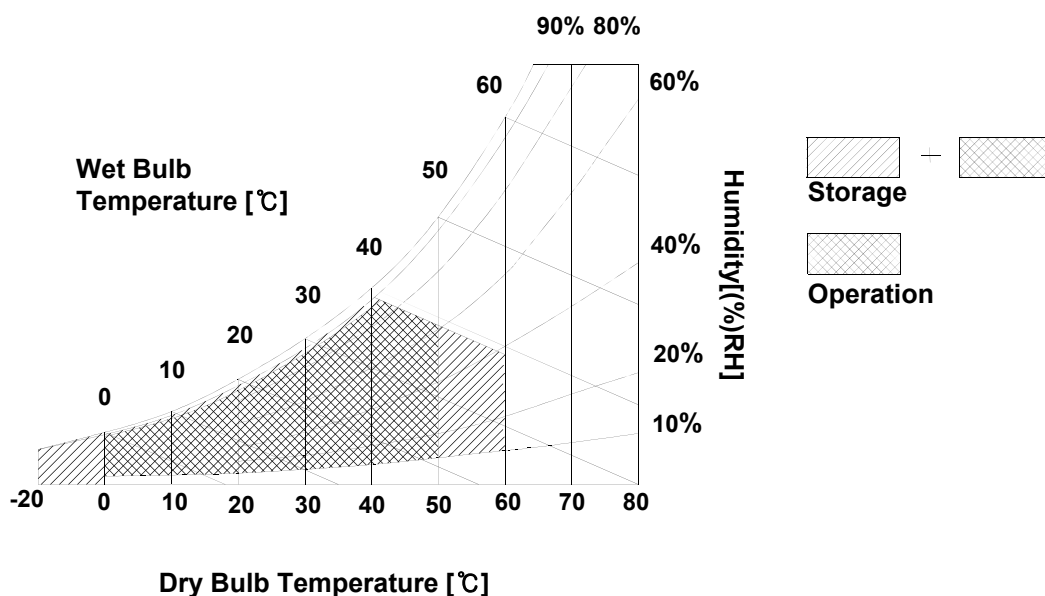 90% 80%
60
60%
Wet Bulb
Temperature [℃]
50
Humidity[(%)RH]
Storage
40
40%
30
Operation
20
20%
10
0
10%
-20 0 10 20 30 40 50 60 70 80
Dry Bulb Temperature [℃]